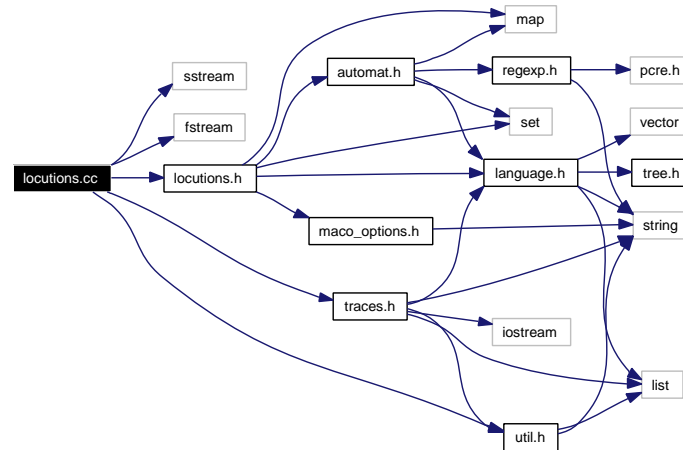 map
sstream
automat.h
regexp.h
pcre.h
fstream
set
vector
locutions.cc
locutions.h
language.h
tree.h
maco_options.h
string
traces.h
iostream
list
util.h